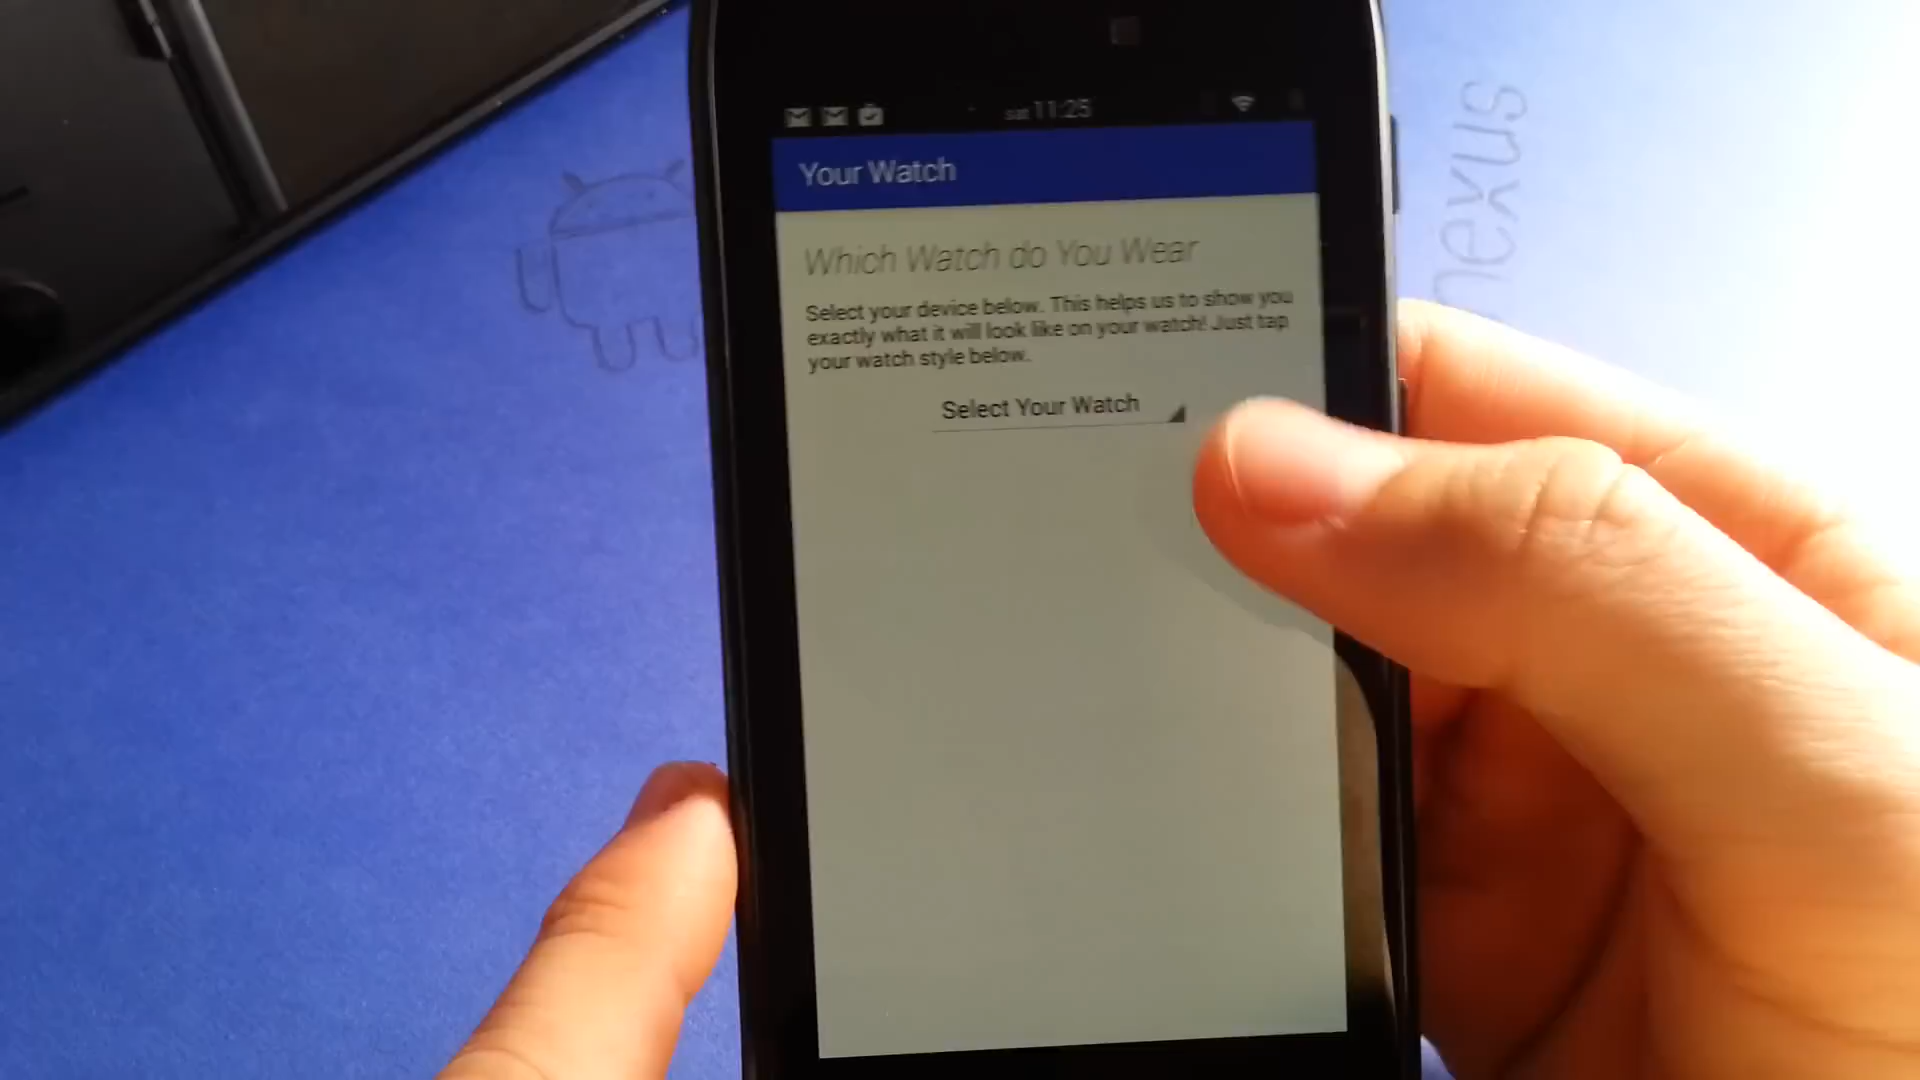 sat 11:25
Your Watch
Which Watch do You Wear
Select your device below. This helps us to show you
exactly what it will look like on your watch! Just tap
your watch style below.
Select Your Watch
nexus